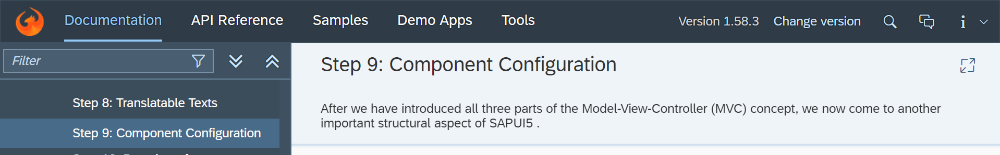 Documentation API Reference Samples Demo Apps Tools Version 1.58.3 Change version
Filter
Step 8: Translatable Texts
Step 9: Component Configuration
Step 9: Component Configuration
After we have introduced all three parts of the Model-View-Controller (MVC) concept, we now come to another
important structural aspect of SAPUI5 .